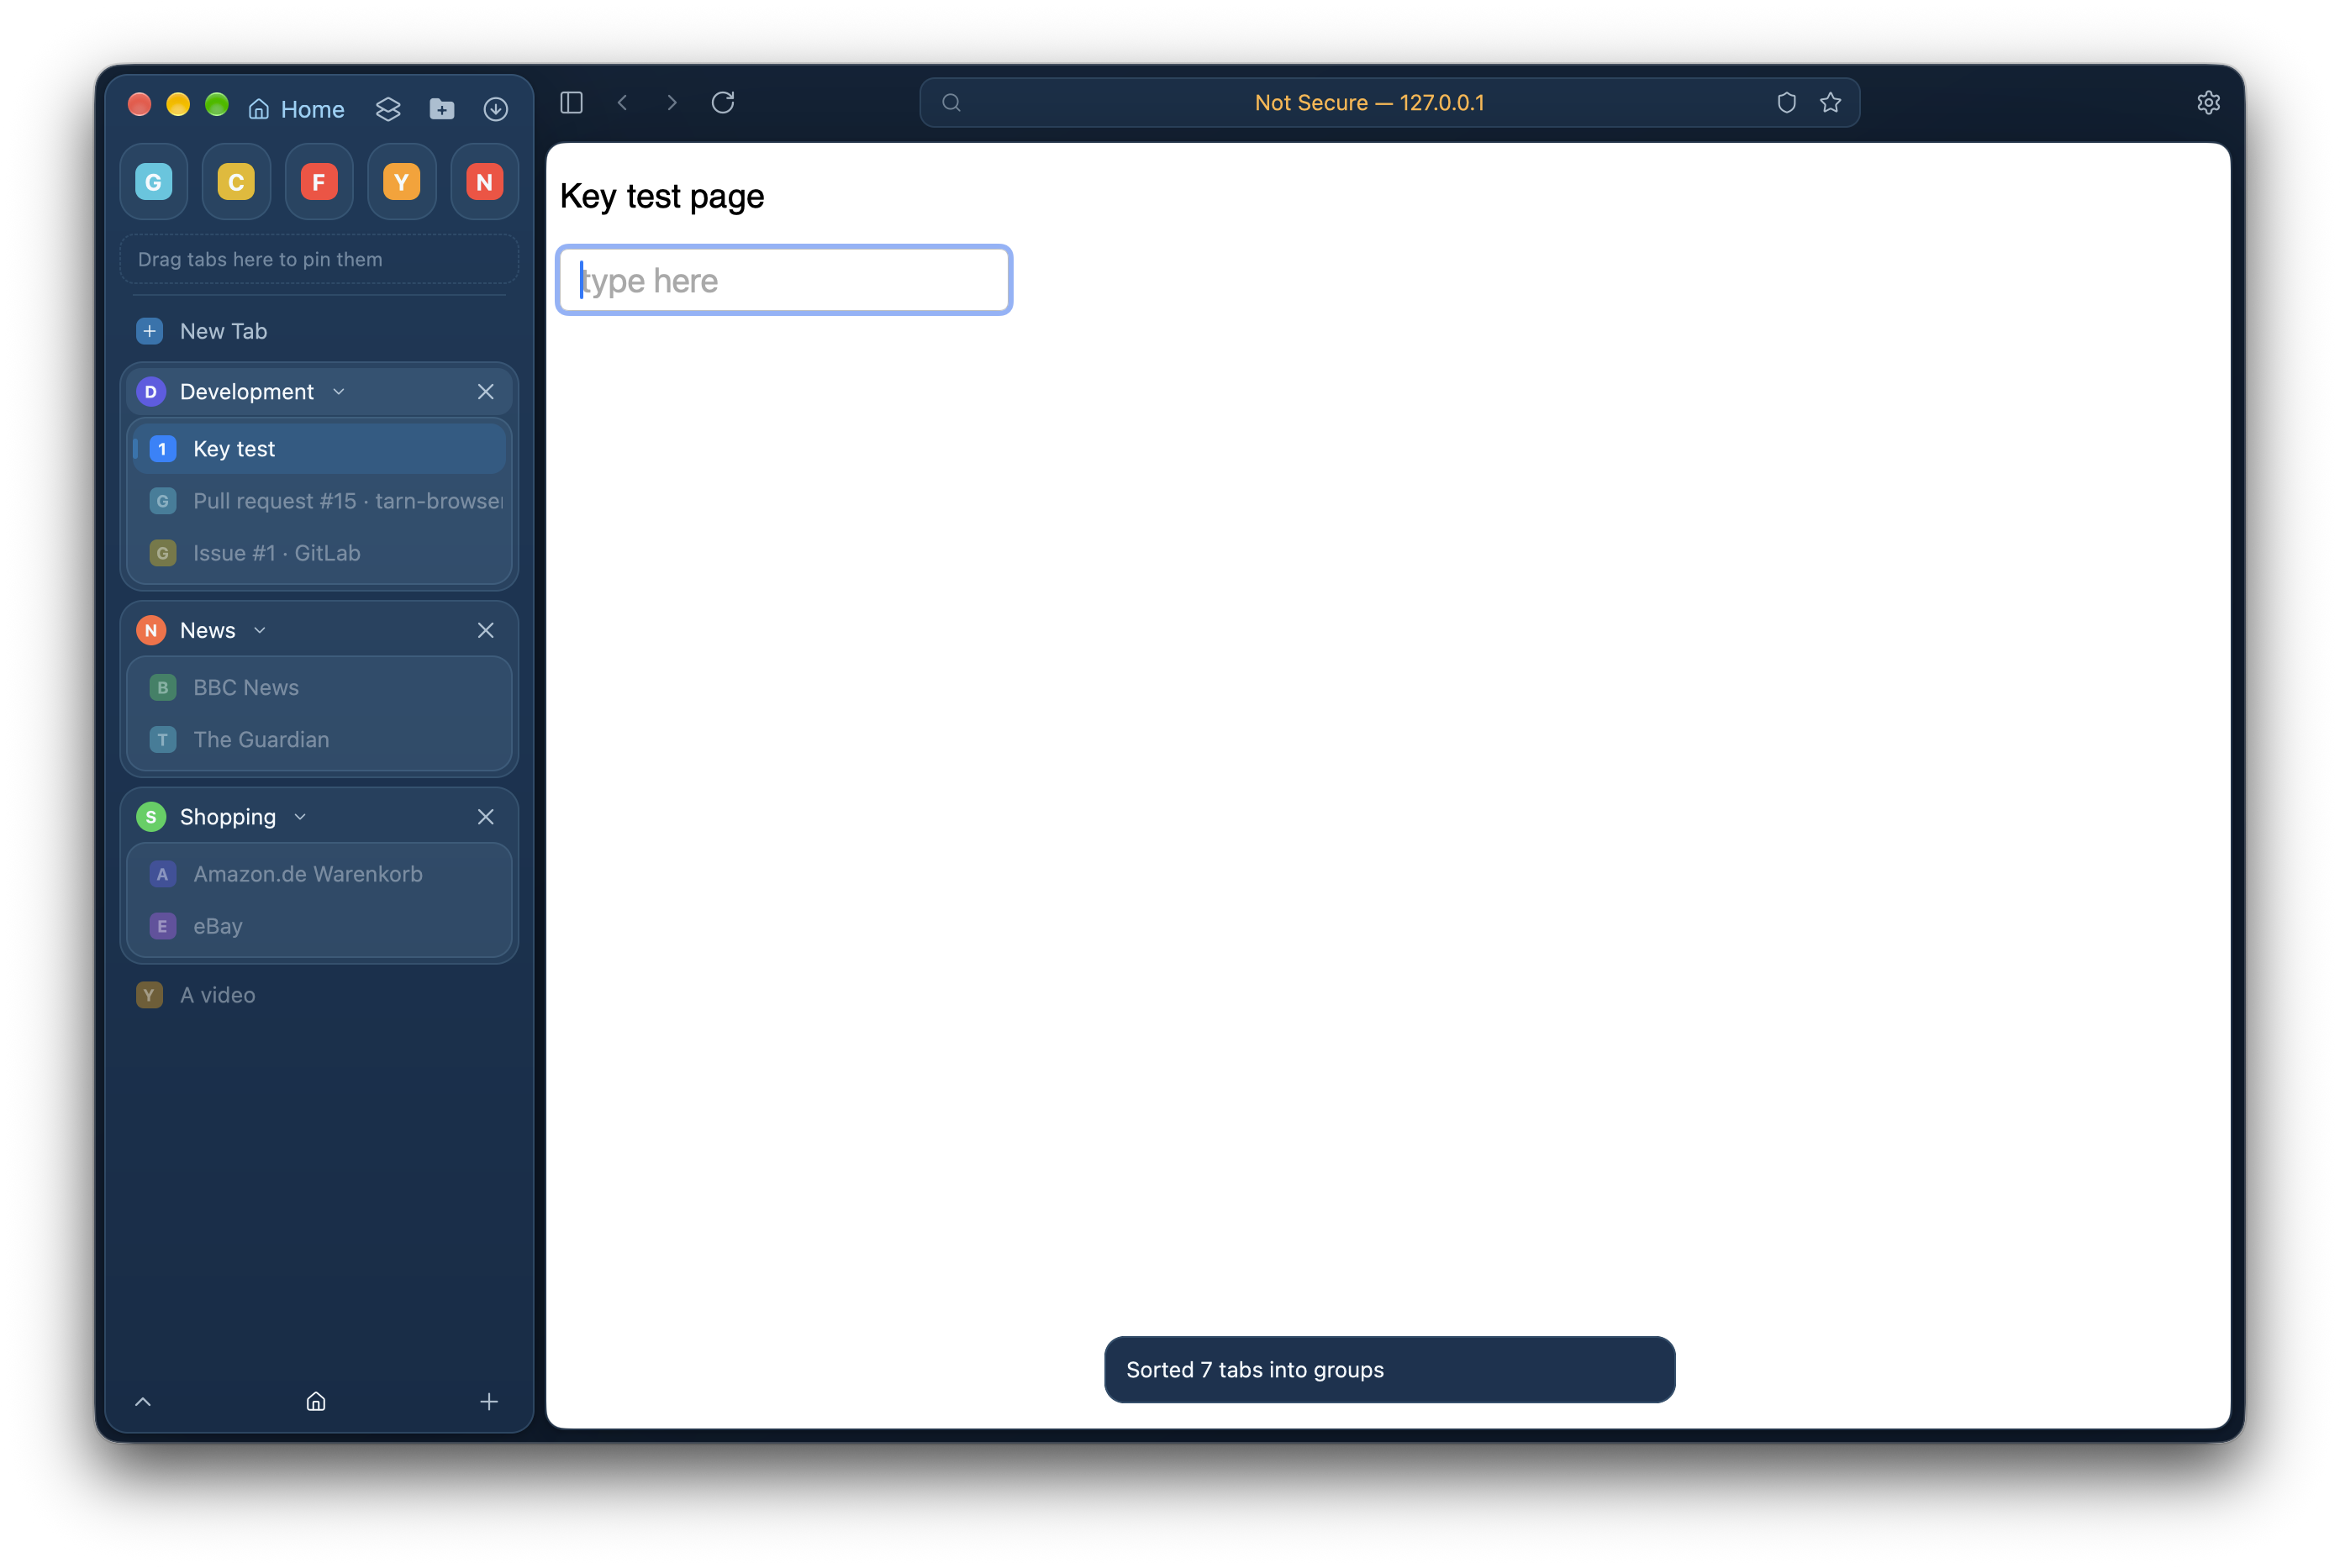 Home
Not Secure — 127.0.0.1
G C F Y N
Drag tabs here to pin them
New Tab
D Development
1 Key test
G Pull request #15 · tarn-browser
G Issue #1 · GitLab
N News
B BBC News
T The Guardian
S Shopping
A Amazon.de Warenkorb
E eBay
Y A video
Key test page
type here
Sorted 7 tabs into groups